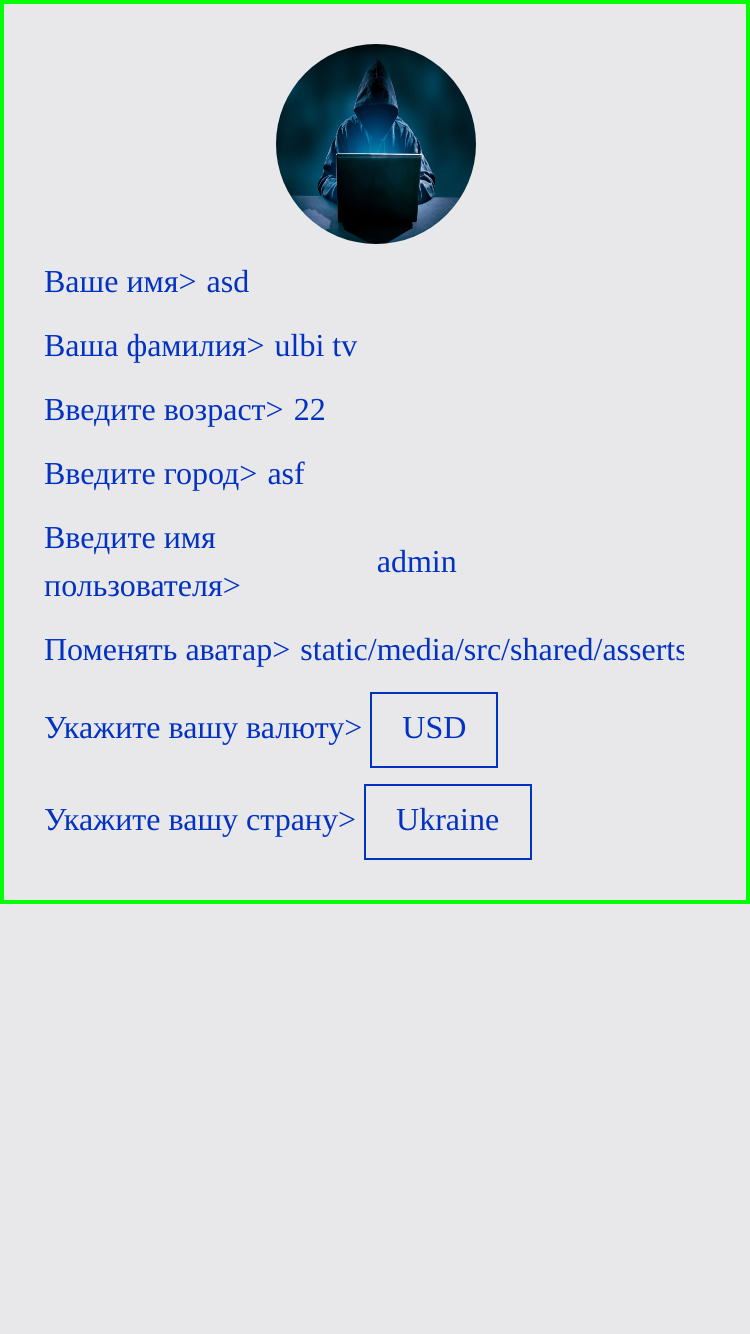 Ваше имя> asd
Ваша фамилия> ulbi tv
Введите возраст> 22
Введите город> asf
Введите имя
пользователя> admin
Поменять аватар> static/media/src/shared/asserts
Укажите вашу валюту> USD
Укажите вашу страну> Ukraine